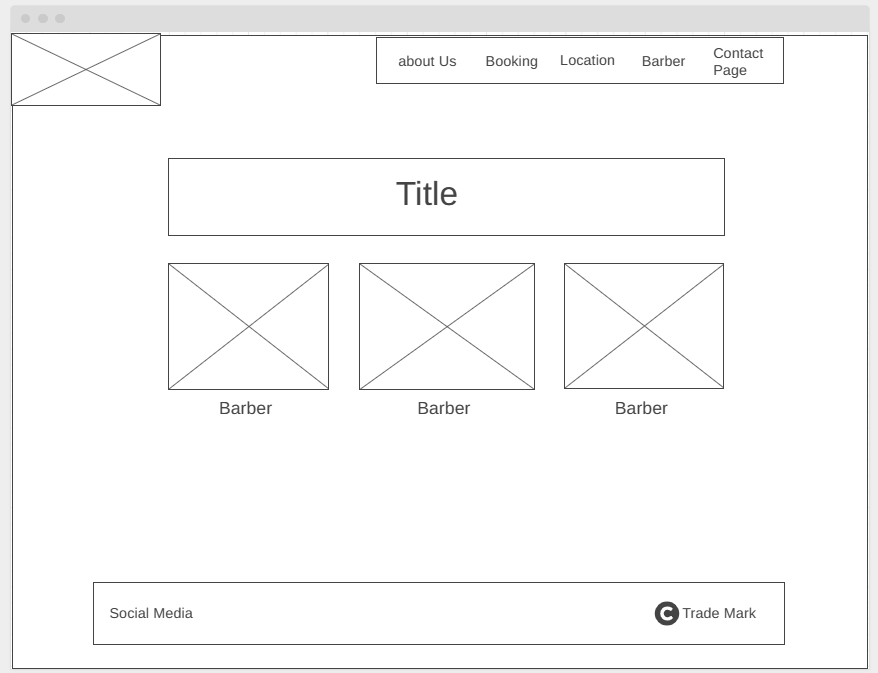 about Us Booking Location Barber Contact
Page
Title
Barber Barber Barber
Social Media Trade Mark